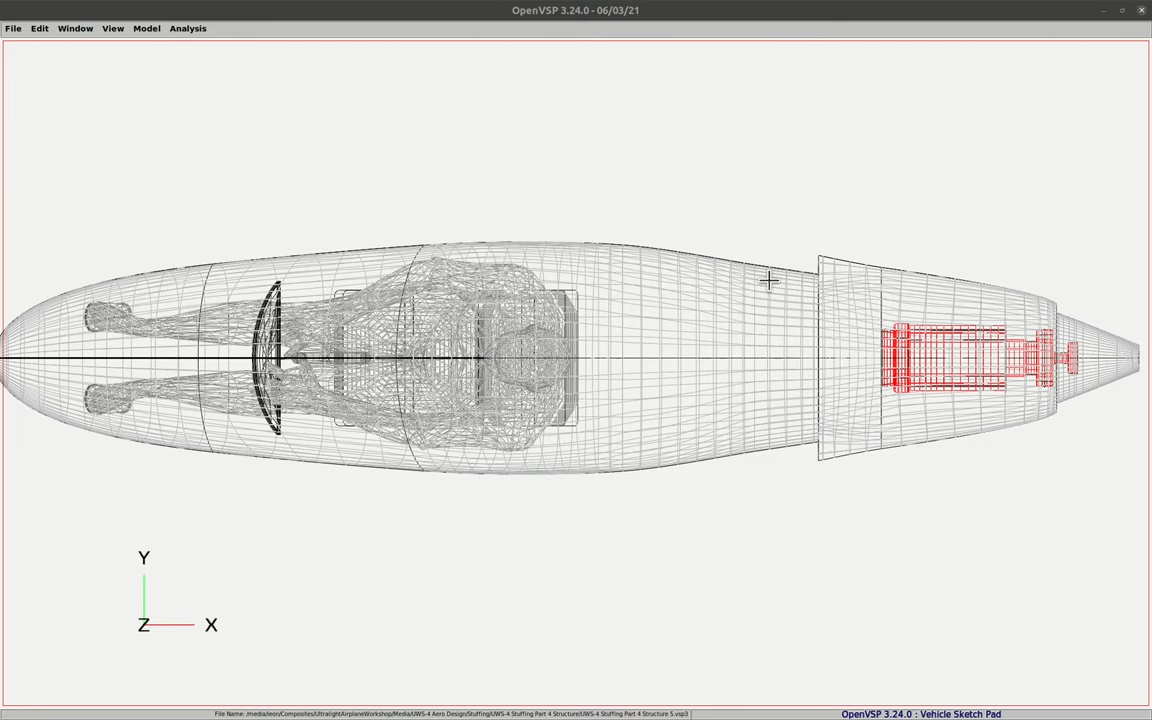 OpenVSP 3.24.0 - 06/03/21
File Edit Window View Model Analysis
Y
Z X
File Name: /media/leon/Composites/UltralightAirplaneWorkshop/Media/UWS-4 Aero Design/Stuffing/UWS-4 Stuffing Part 4 Structure/UWS-4 Stuffing Part 4 Structure 5.vsp3 OpenVSP 3.24.0 : Vehicle Sketch Pad